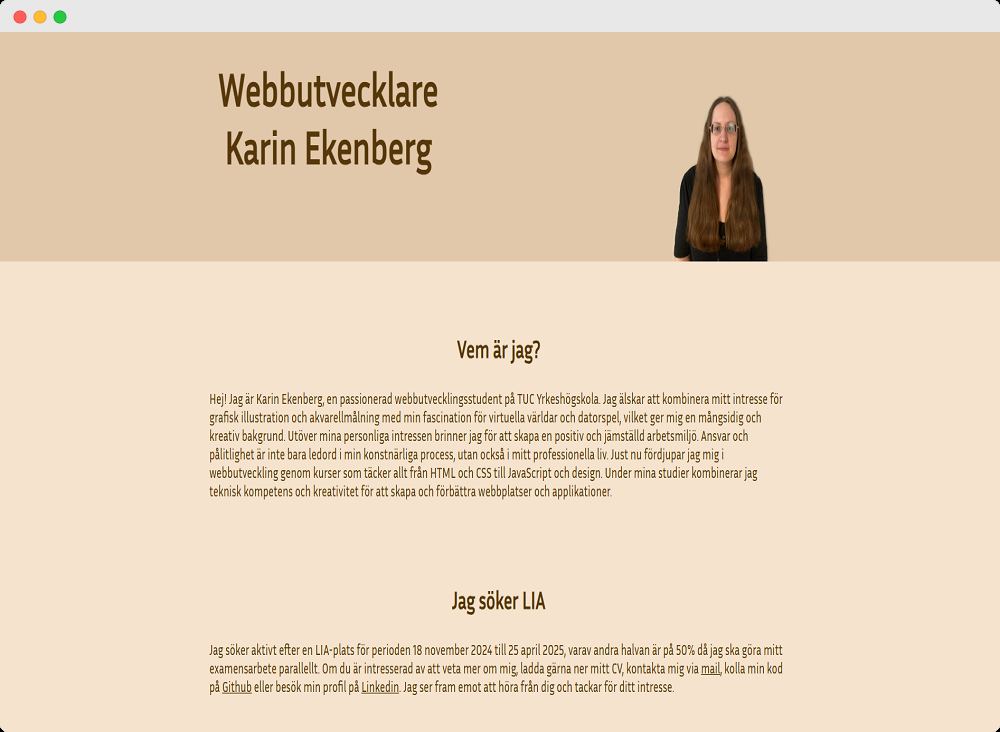 Webbutvecklare
Karin Ekenberg
Vem är jag?
Hej! Jag är Karin Ekenberg, en passionerad webbutvecklingsstudent på TUC Yrkeshögskola. Jag älskar att kombinera mitt intresse för
grafisk illustration och akvarellmålning med min fascination för virtuella världar och datorspel, vilket ger mig en mångsidig och
kreativ bakgrund. Utöver mina personliga intressen brinner jag för att skapa en positiv och jämställd arbetsmiljö. Ansvar och
pålitlighet är inte bara ledord i min konstnärliga process, utan också i mitt professionella liv. Just nu fördjupar jag mig i
webbutveckling genom kurser som täcker allt från HTML och CSS till JavaScript och design. Under mina studier kombinerar jag
teknisk kompetens och kreativitet för att skapa och förbättra webbplatser och applikationer.
Jag söker LIA
Jag söker aktivt efter en LIA-plats för perioden 18 november 2024 till 25 april 2025, varav andra halvan är på 50% då jag ska göra mitt
examensarbete parallellt. Om du är intresserad av att veta mer om mig, ladda gärna ner mitt CV, kontakta mig via mail, kolla min kod
på Github eller besök min profil på Linkedin. Jag ser fram emot att höra från dig och tackar för ditt intresse.